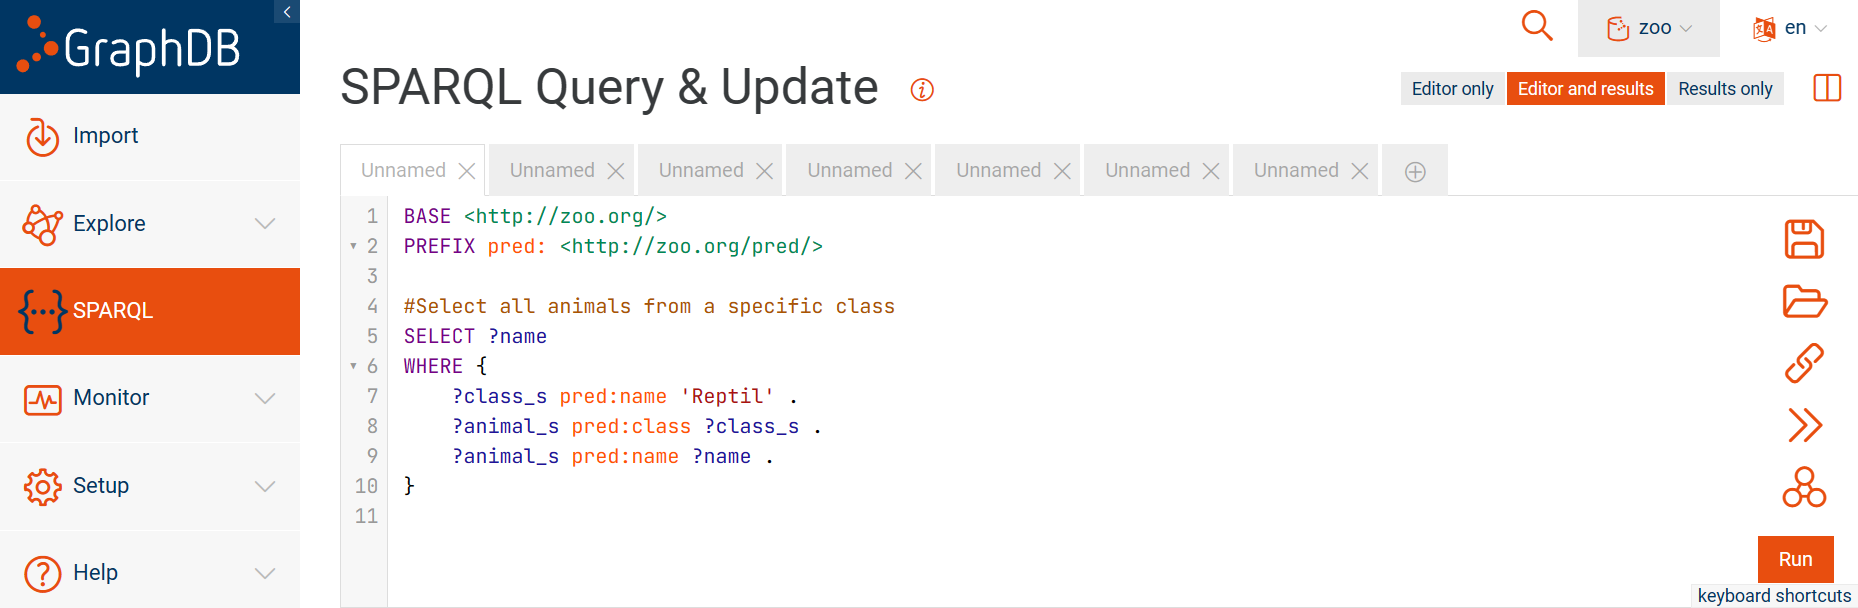 GraphDB
Import
Explore
SPARQL
Monitor
Setup
Help
zoo
en
SPARQL Query & Update
Editor only
Editor and results
Results only
Unnamed
Unnamed
Unnamed
Unnamed
Unnamed
Unnamed
Unnamed
1 BASE <http://zoo.org/>
2 PREFIX pred: <http://zoo.org/pred/>
3
4 #Select all animals from a specific class
5 SELECT ?name
6 WHERE {
7 ?class_s pred:name 'Reptil' .
8 ?animal_s pred:class ?class_s .
9 ?animal_s pred:name ?name .
10 }
11
Run
keyboard shortcuts